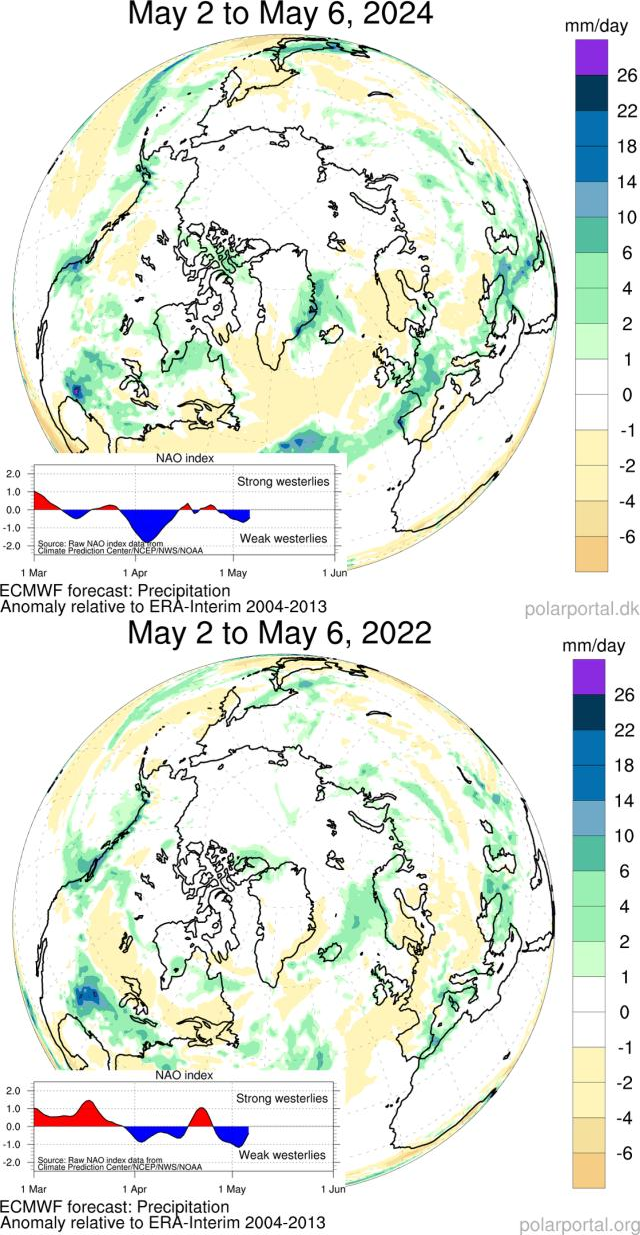 May 2 to May 6, 2024
mm/day
26
22
18
14
10
6
4
2
1
0
-1
-2
-4
-6
NAO index
2.0
1.0
0.0
-1.0
-2.0
Strong westerlies
Weak westerlies
Source: Raw NAO index data from
Climate Prediction Center/NCEP/NWS/NOAA
1 Mar 1 Apr 1 May 1 Jun
ECMWF forecast: Precipitation
Anomaly relative to ERA-Interim 2004-2013
polarportal.dk
May 2 to May 6, 2022
mm/day
26
22
18
14
10
6
4
2
1
0
-1
-2
-4
-6
NAO index
2.0
1.0
0.0
-1.0
-2.0
Strong westerlies
Weak westerlies
Source: Raw NAO index data from
Climate Prediction Center/NCEP/NWS/NOAA
1 Mar 1 Apr 1 May 1 Jun
ECMWF forecast: Precipitation
Anomaly relative to ERA-Interim 2004-2013
polarportal.org